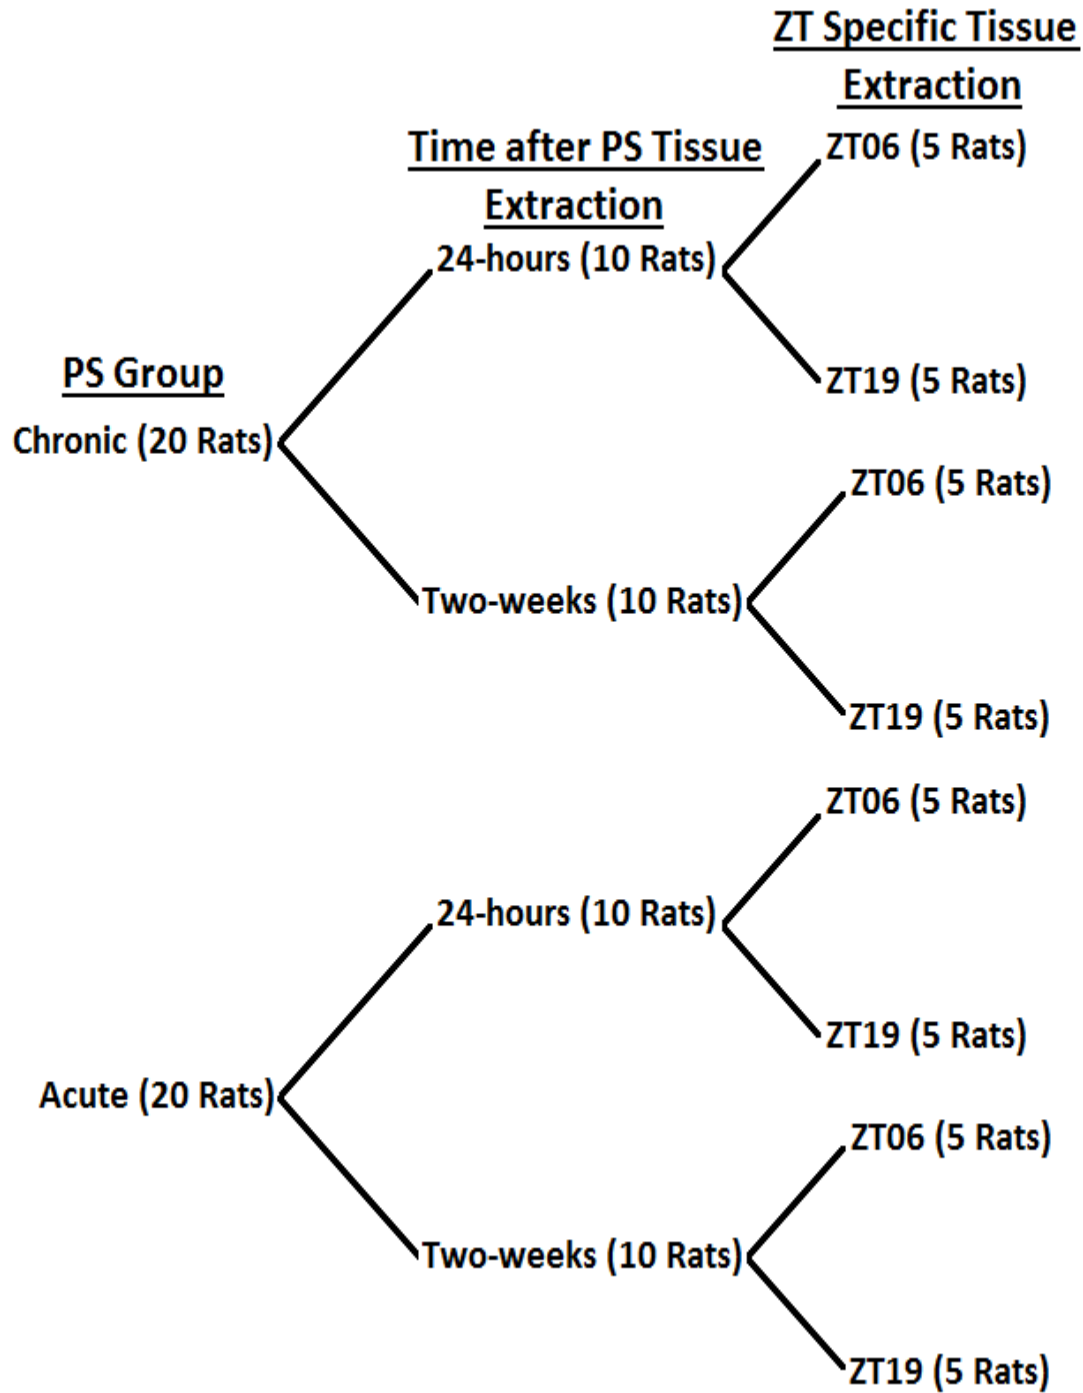 ZT Specific Tissue
Extraction
Time after PS Tissue
Extraction
PS Group
ZT06 (5 Rats)
24-hours (10 Rats)
ZT19 (5 Rats)
Chronic (20 Rats)
ZT06 (5 Rats)
Two-weeks (10 Rats)
ZT19 (5 Rats)
ZT06 (5 Rats)
24-hours (10 Rats)
ZT19 (5 Rats)
Acute (20 Rats)
ZT06 (5 Rats)
Two-weeks (10 Rats)
ZT19 (5 Rats)